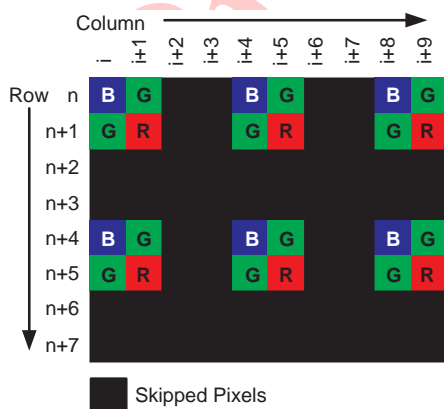 Column
i i+1 i+2 i+3 i+4 i+5 i+6 i+7 i+8 i+9
Row n B G B G B G
n+1 G R G R G R
n+2
n+3
n+4 B G B G B G
n+5 G R G R G R
n+6
n+7
Skipped Pixels